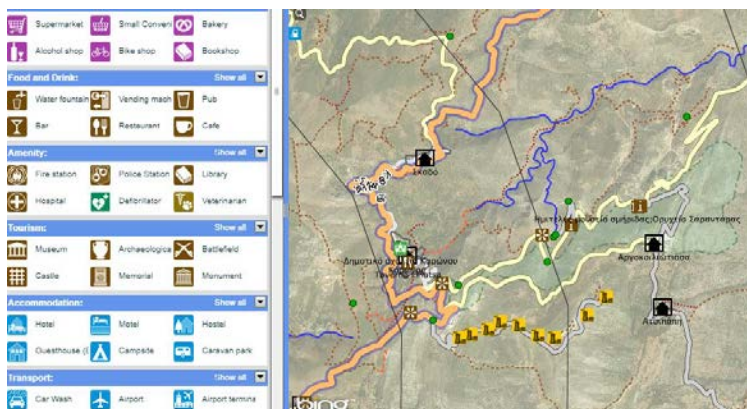 Supermarket Small Conveni Bakery
Alcohol shop Bike shop Bookshop
Food and Drink: Show all
Water fountain Vending mach Pub
Bar Restaurant Cafe
Amenity: Show all
Fire station Police Station Library
Hospital Defibrilator Veterinarian
Tourism: Show all
Museum Archaeologica Battlefield
Castle Memorial Monument
Accommodation: Show all
Hotel Motel Hostel
Guesthouse ( Campsite Caravan park
Transport: Show all
Car Wash Airport Airport termina
Σκαδό
Αργοκοιλιώτισσα
bing